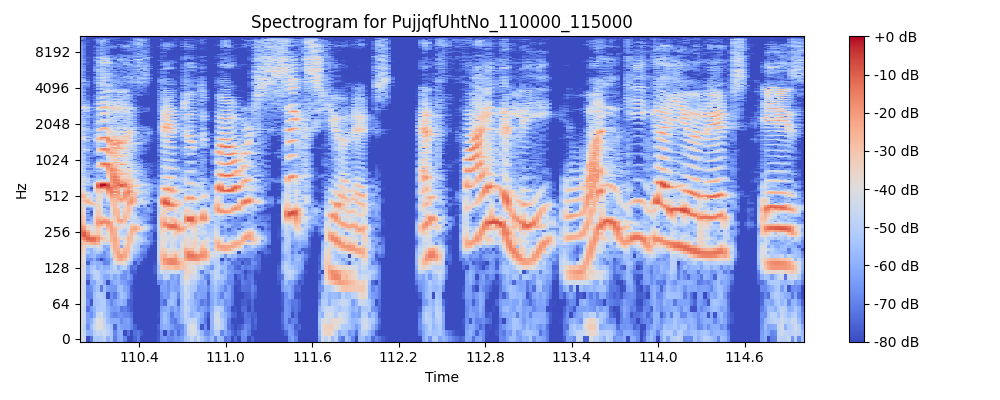 Spectrogram for PujjqfUhtNo_110000_115000
Hz
8192
4096
2048
1024
512
256
128
64
0
110.4 111.0 111.6 112.2 112.8 113.4 114.0 114.6
Time
+0 dB
-10 dB
-20 dB
-30 dB
-40 dB
-50 dB
-60 dB
-70 dB
-80 dB